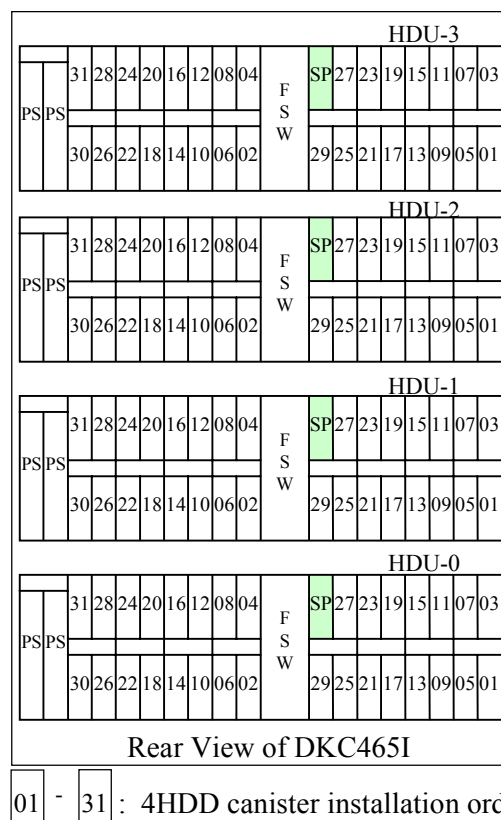 HDU-3
31 28 24 20 16 12 08 04 SP 27 23 19 15 11 07 03
PS PS F S W
30 26 22 18 14 10 06 02 29 25 21 17 13 09 05 01
HDU-2
31 28 24 20 16 12 08 04 SP 27 23 19 15 11 07 03
PS PS F S W
30 26 22 18 14 10 06 02 29 25 21 17 13 09 05 01
HDU-1
31 28 24 20 16 12 08 04 SP 27 23 19 15 11 07 03
PS PS F S W
30 26 22 18 14 10 06 02 29 25 21 17 13 09 05 01
HDU-0
31 28 24 20 16 12 08 04 SP 27 23 19 15 11 07 03
PS PS F S W
30 26 22 18 14 10 06 02 29 25 21 17 13 09 05 01
Rear View of DKC465I
01 - 31 : 4HDD canister installation ord